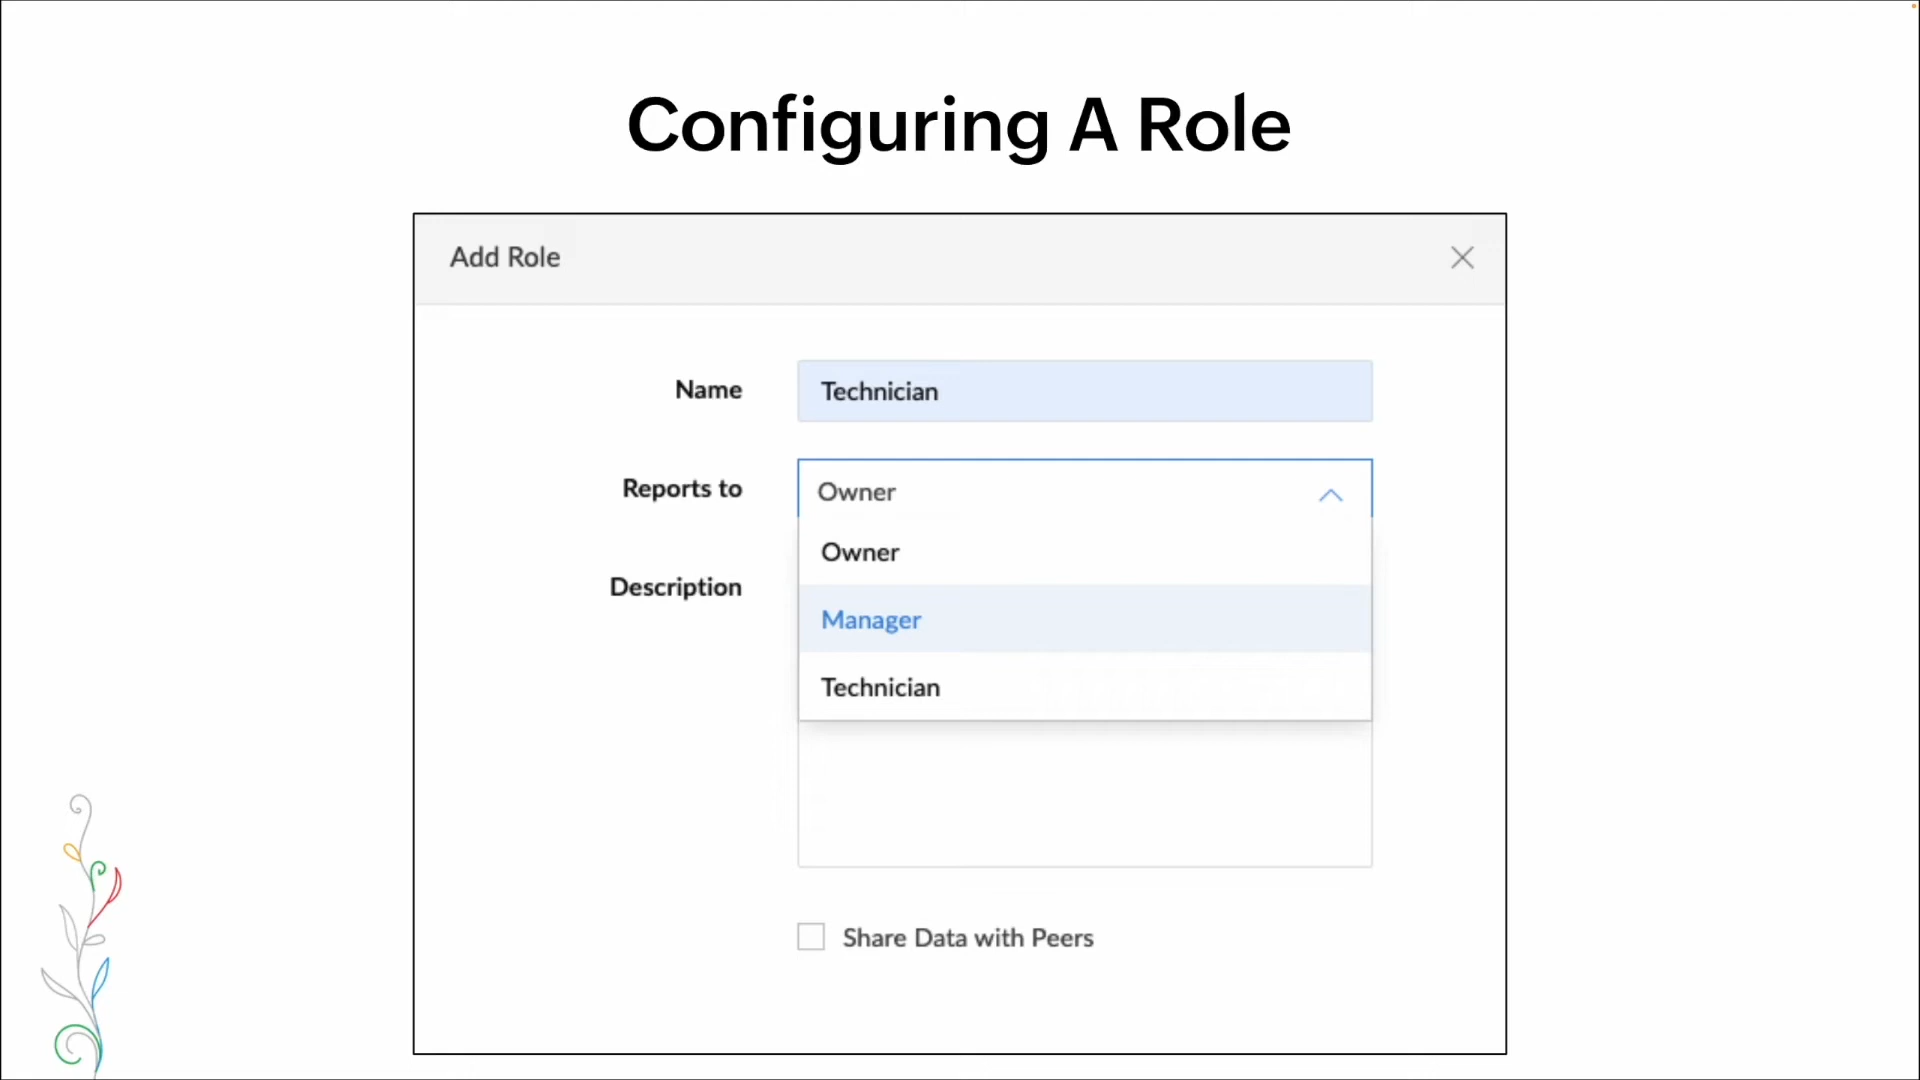 Configuring A Role
Add Role
Name
Technician
Reports to
Owner
Owner
Description
Manager
Technician
Share Data with Peers